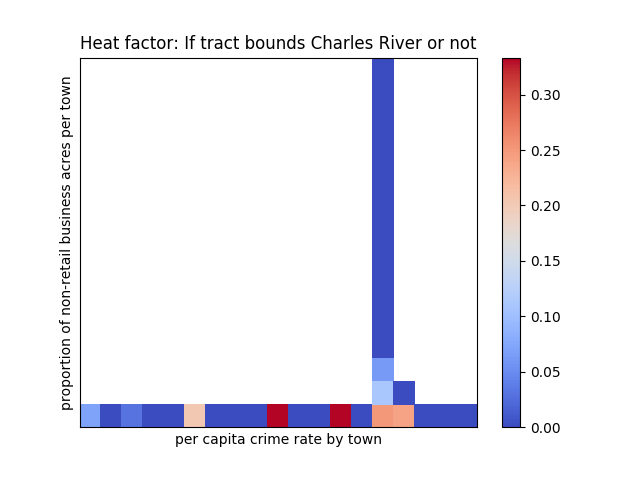 Heat factor: If tract bounds Charles River or not
proportion of non-retail business acres per town
per capita crime rate by town
0.30
0.25
0.20
0.15
0.10
0.05
0.00